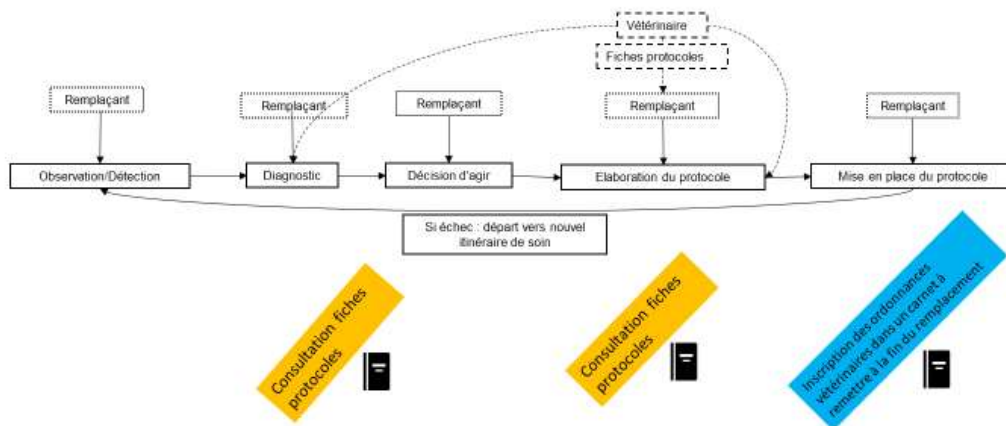 Vétérinaire
Fiches protocoles
Remplaçant
Remplaçant
Remplaçant
Remplaçant
Remplaçant
Observation/Détection
Diagnostic
Décision d'agir
Elaboration du protocole
Mise en place du protocole
Si échec : départ vers nouvel
itinéraire de soin
Consultation fiches
protocoles
Consultation fiches
protocoles
Inscription des ordonnances
vétérinaires dans un carnet à
remettre à la fin du remplacement